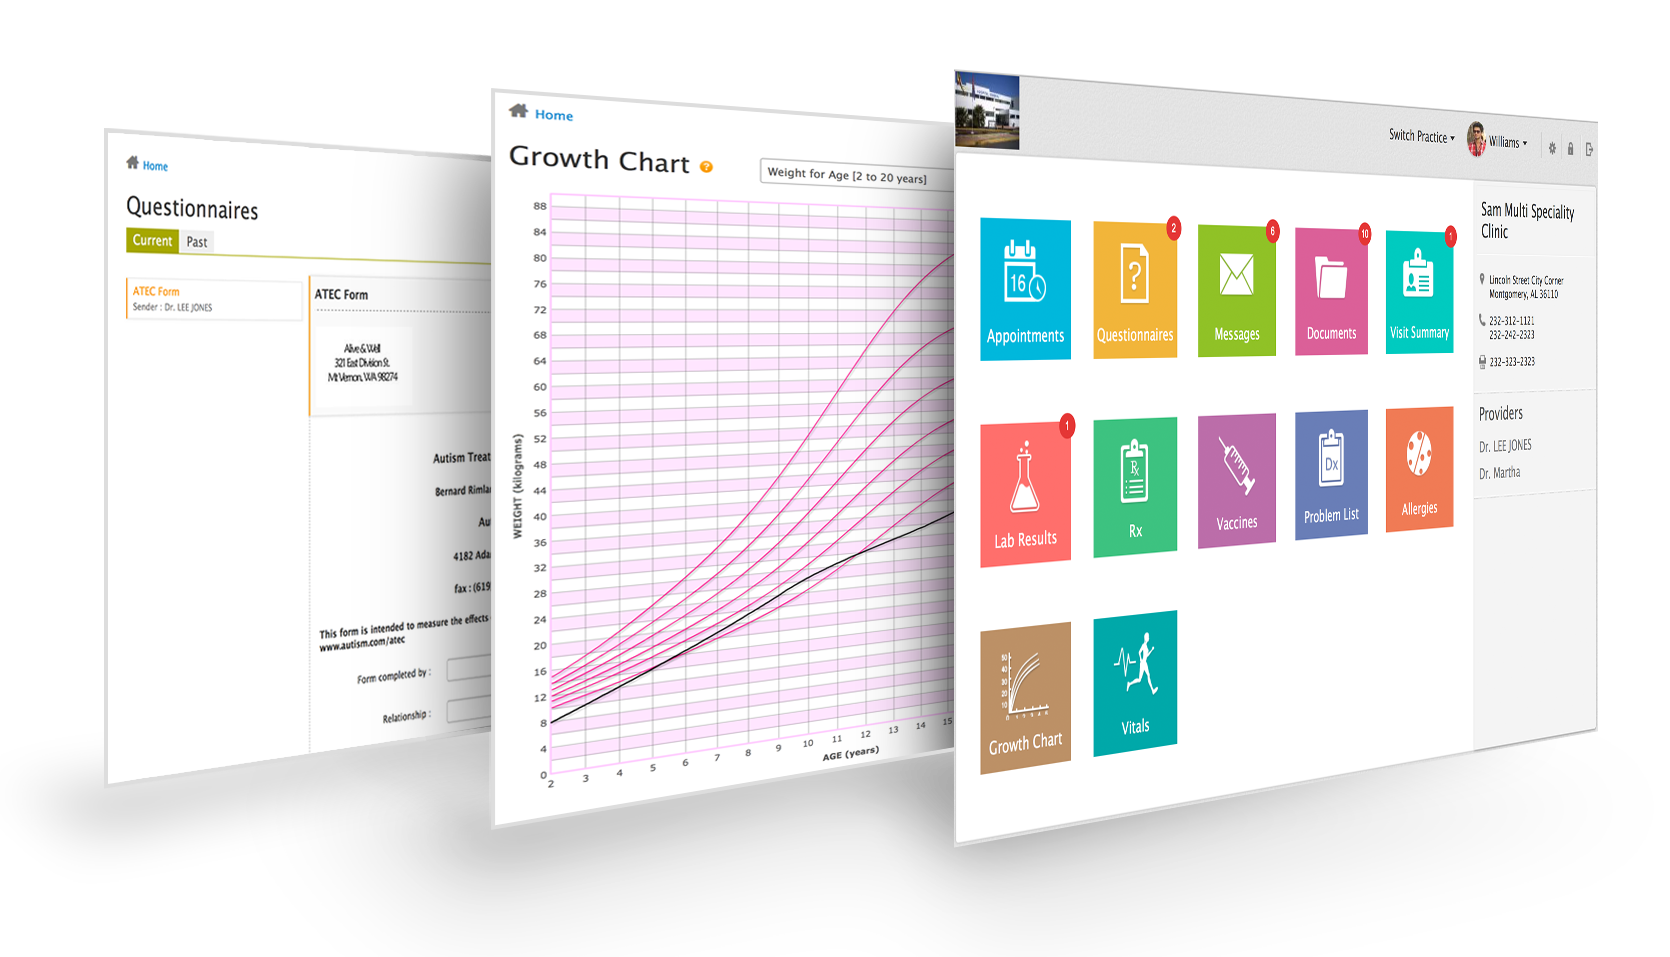 Home
Questionnaires
Current Past
ATEC Form
Sender : Dr. LEE JONES
ATEC Form
Alive & Well
321 East Division St.
Mt Vernon, WA 98274
Autism Treat
Bernard Rimla
Au
4182 Ada
fax : (619
This form is intended to measure the effects
www.autism.com/atec
Form completed by :
Relationship :
Home
Growth Chart ?
Weight for Age [2 to 20 years]
WEIGHT (kilograms)
88
84
80
76
72
68
64
60
56
52
48
44
40
36
32
28
24
20
16
12
8
4
0
2 3 4 5 6 7 8 9 10 11 12 13 14 15
AGE (years)
Switch Practice Williams
16
Appointments
2
?
Questionnaires
6
Messages
10
Documents
1
Visit Summary
1
Lab Results
Rx
Rx
Vaccines
Dx
Problem List
Allergies
50
40
30
20
10
Growth Chart
Vitals
Sam Multi Speciality
Clinic
Lincoln Street City Corner
Montgomery, AL 36110
232-312-1121
232-242-2323
232-323-2323
Providers
Dr. LEE JONES
Dr. Martha